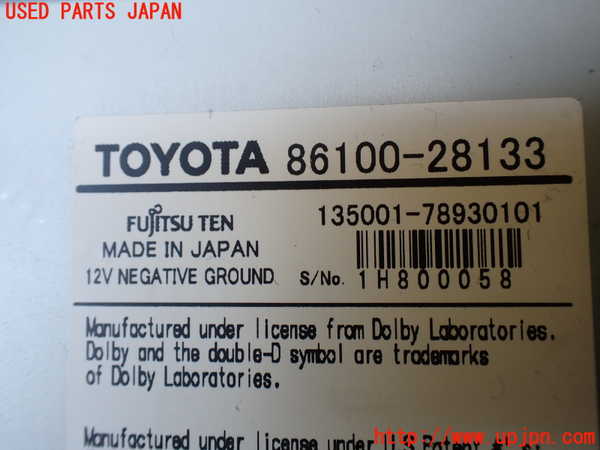 USED PARTS JAPAN
TOYOTA 86100-28133
FUJITSU TEN
135001-78930101
MADE IN JAPAN
12V NEGATIVE GROUND
S/No. 1H800058
Manufactured under license from Dolby Laboratories.
Dolby and the double-D symbol are trademarks
of Dolby Laboratories.
Manufactured under license under U.S. Patent
http://www.upjpn.com/